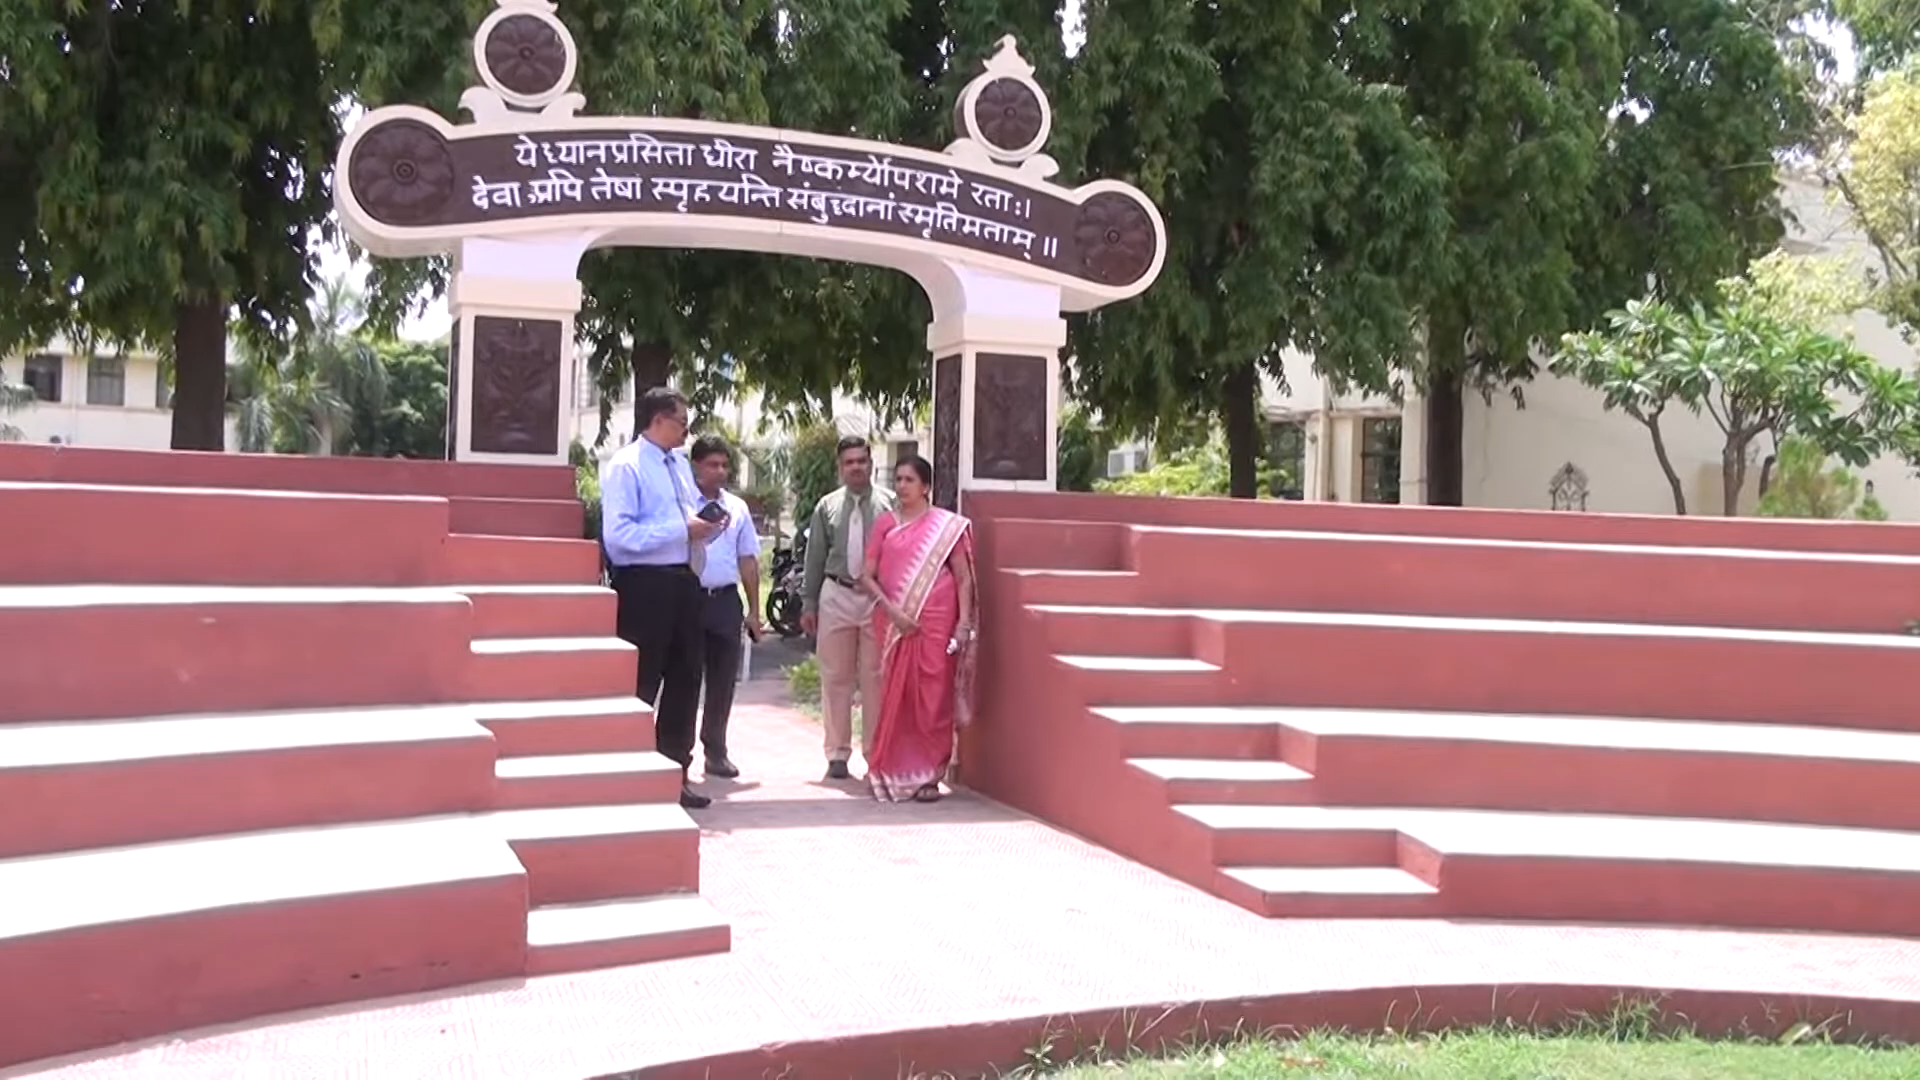 ये ध्यानप्रसिता धीरा नैष्कर्म्योपशमे रताः।
देवा अपि तेषां स्पृहयन्ति संबुद्धानां स्मृतिमताम्॥